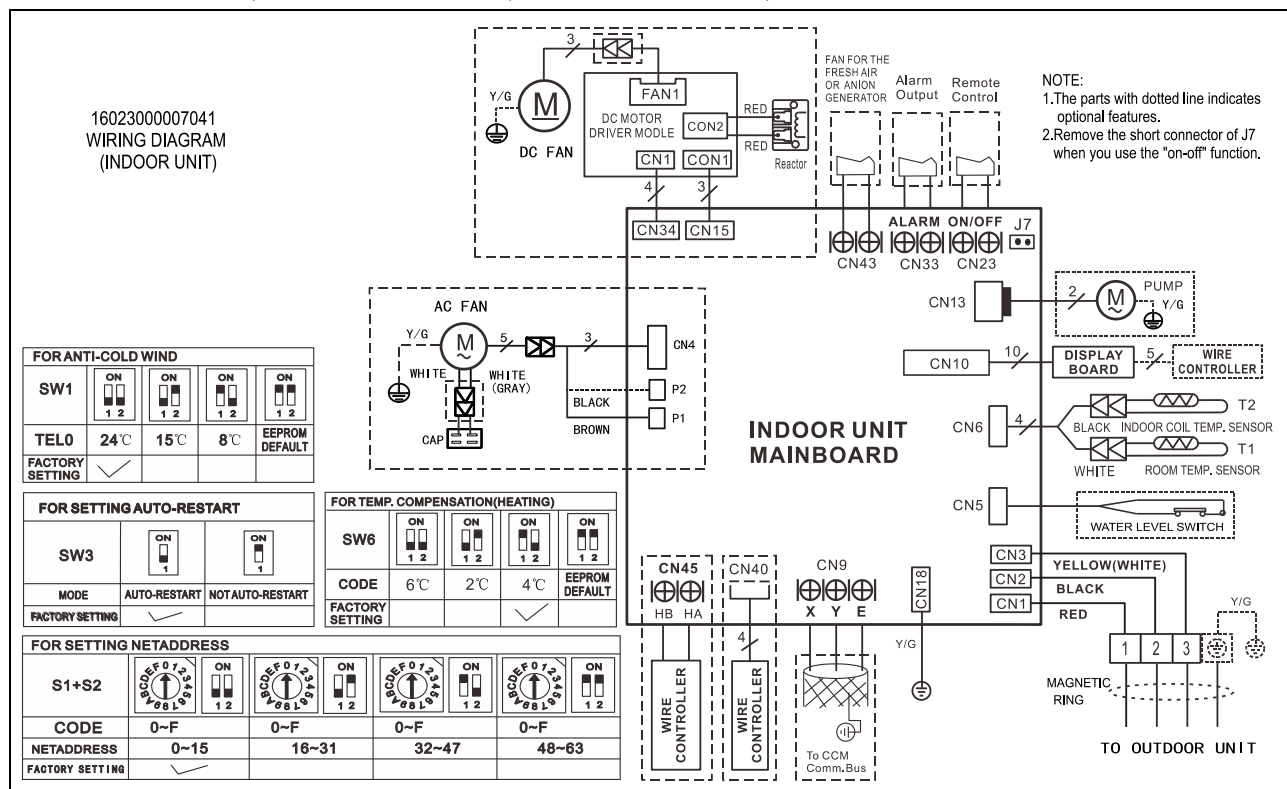 16023000007041
WIRING DIAGRAM
(INDOOR UNIT)
3
Y/G
M
DC FAN
FAN1
DC MOTOR
DRIVER MODLE
CON2
RED
RED
Reactor
CN1
CON1
4
3
CN34
CN15
FAN FOR THE
FRESH AIR
OR ANION
GENERATOR
Alarm
Output
Remote
Control
NOTE:
1.The parts with dotted line indicates
optional features.
2.Remove the short connector of J7
when you use the "on-off" function.
ALARM
ON/OFF
J7
CN43
CN33
CN23
CN13
2
M
~
PUMP
Y/G
CN10
10
DISPLAY
BOARD
5
WIRE
CONTROLLER
CN6
4
T2
BLACK
INDOOR COIL TEMP. SENSOR
T1
WHITE
ROOM TEMP. SENSOR
CN5
WATER LEVEL SWITCH
INDOOR UNIT
MAINBOARD
AC FAN
Y/G
M
~
5
3
CN4
WHITE
WHITE
(GRAY)
P2
BLACK
P1
BROWN
CAP
CN3
YELLOW(WHITE)
CN2
BLACK
CN1
RED
1 2 3
Y/G
MAGNETIC
RING
TO OUTDOOR UNIT
CN45
HB HA
WIRE
CONTROLLER
CN40
4
WIRE
CONTROLLER
CN9
X Y E
To CCM
Comm.Bus
CN18
Y/G
FOR ANTI-COLD WIND
SW1
ON
1 2
ON
1 2
ON
1 2
ON
1 2
TEL0 24℃ 15℃ 8℃ EEPROM
DEFAULT
FACTORY
SETTING
FOR SETTING AUTO-RESTART
SW3
ON
1
ON
1
MODE AUTO-RESTART NOT AUTO-RESTART
FACTORY SETTING
FOR TEMP. COMPENSATION(HEATING)
SW6
ON
1 2
ON
1 2
ON
1 2
ON
1 2
CODE 6℃ 2℃ 4℃ EEPROM
DEFAULT
FACTORY
SETTING
FOR SETTING NETADDRESS
S1+S2
0123456789ABCDEF
ON
1 2
0123456789ABCDEF
ON
1 2
0123456789ABCDEF
ON
1 2
0123456789ABCDEF
ON
1 2
CODE 0~F 0~F 0~F 0~F
NETADDRESS 0~15 16~31 32~47 48~63
FACTORY SETTING